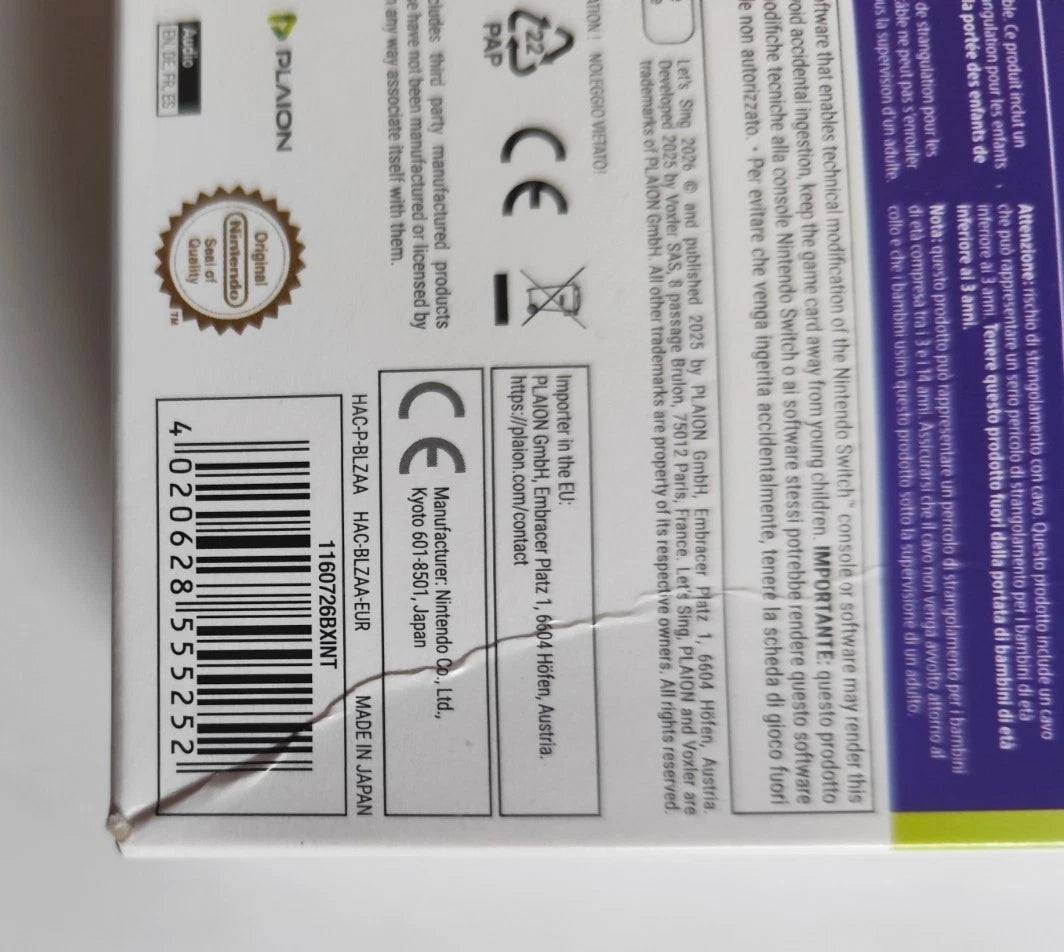 ble. Ce produit inclut un
angulation pour les enfants •
la portée des enfants de
de strangulation pour les
câble ne peut pas s'enrouler
la supervision d'un adulte.
Attenzione: rischio di strangolamento con cavo. Questo prodotto include un cavo
che può rappresentare un serio pericolo di strangolamento per i bambini di età
inferiore ai 3 anni. Tenere questo prodotto fuori dalla portata di bambini di età
inferiore ai 3 anni.
Nota: questo prodotto può rappresentare un pericolo di strangolamento per i bambini
di età compresa tra i 3 e i 14 anni. Assicurarsi che il cavo non venga avvolto attorno al
collo e che i bambini usino questo prodotto sotto la supervisione di un adulto.
ftware that enables technical modification of the Nintendo Switch™ console or software may render this
void accidental ingestion, keep the game card away from young children. IMPORTANTE: questo prodotto
odifiche tecniche alla console Nintendo Switch o ai software stessi potrebbe rendere questo software
le non autorizzato. • Per evitare che venga ingerita accidentalmente, tenere la scheda di gioco fuori
Let's Sing 2026 © and published 2025 by PLAION GmbH, Embracer Platz 1, 6604 Höfen, Austria.
Developed 2025 by Voxler SAS, 8 passage Brulon, 75012 Paris, France. Let's Sing, PLAION and Voxler are
trademarks of PLAION GmbH. All other trademarks are property of its respective owners. All rights reserved.
ATION! NOLEGGIO VIETATO!
22
PAP
CE
Importer in the EU:
PLAION GmbH, Embracer Platz 1, 6604 Höfen, Austria.
https://plaion.com/contact
cludes third party manufactured products
e have not been manufactured or licensed by
any way associate itself with them.
CE
Manufacturer: Nintendo Co., Ltd.,
Kyoto 601-8501, Japan
HAC-P-BLZAA HAC-BLZAA-EUR MADE IN JAPAN
PLAION
Original
Nintendo
Seal of
Quality
TM
Audio
EN, DE, FR, ES
1160726BXINT
4 020628 555252